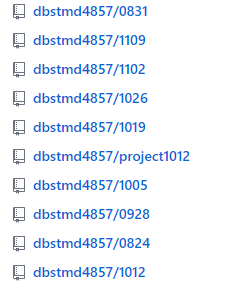 dbstmd4857/0831
dbstmd4857/1109
dbstmd4857/1102
dbstmd4857/1026
dbstmd4857/1019
dbstmd4857/project1012
dbstmd4857/1005
dbstmd4857/0928
dbstmd4857/0824
dbstmd4857/1012